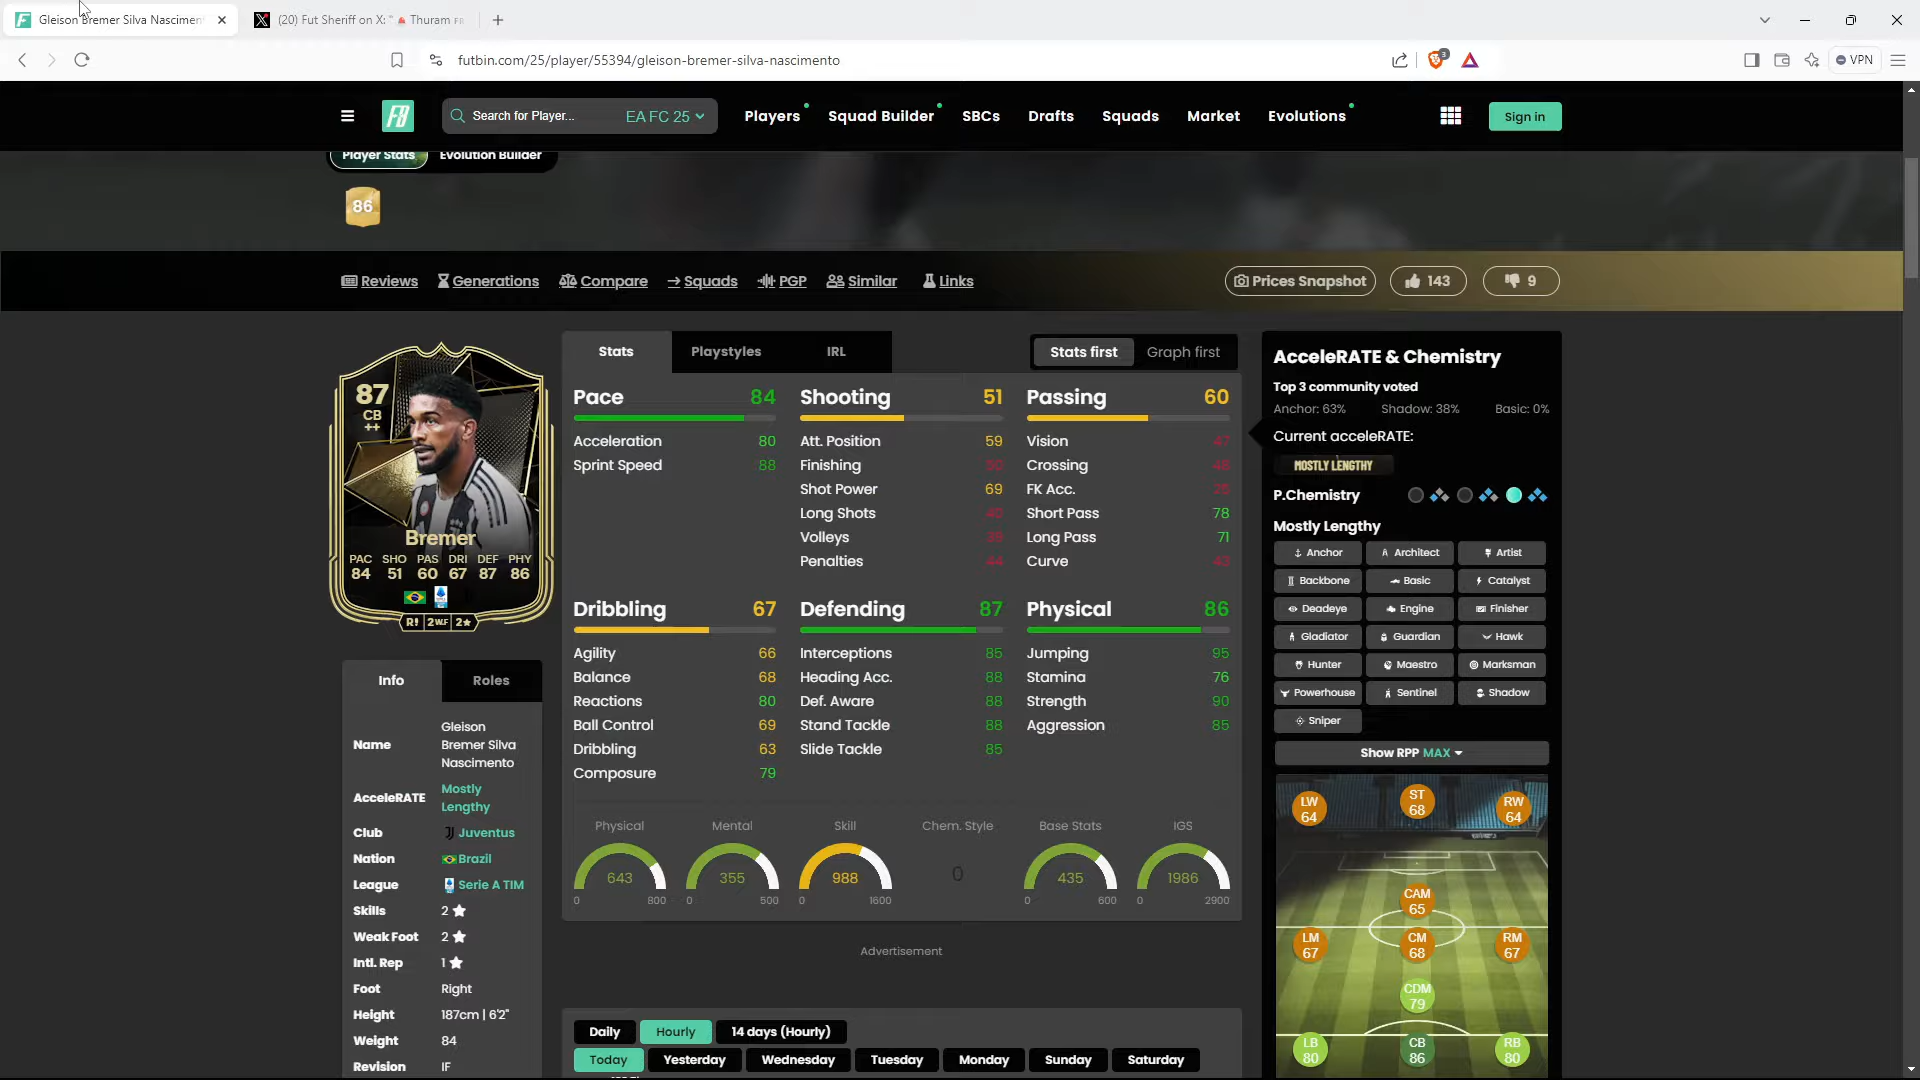 Gleison Bremer Silva Nascimen
(20) Fut Sheriff on X: " Thuram FR
futbin.com/25/player/55394/gleison-bremer-silva-nascimento
3
VPN
FB
Search for Player...
EA FC 25
Players
Squad Builder
SBCs
Drafts
Squads
Market
Evolutions
Sign in
Player Stats
Evolution Builder
86
Reviews
Generations
Compare
Squads
PGP
Similar
Links
Prices Snapshot
143
9
87
CB
++
Bremer
PAC SHO PAS DRI DEF PHY
84 51 60 67 87 86
R! 2W.F 2★
Stats
Playstyles
IRL
Stats first
Graph first
Pace 84
Acceleration 80
Sprint Speed 88
Shooting 51
Att. Position 59
Finishing 50
Shot Power 69
Long Shots 40
Volleys 38
Penalties 44
Passing 60
Vision 47
Crossing 48
FK Acc. 25
Short Pass 78
Long Pass 71
Curve 43
Dribbling 67
Agility 66
Balance 68
Reactions 80
Ball Control 69
Dribbling 63
Composure 79
Defending 87
Interceptions 85
Heading Acc. 88
Def. Aware 88
Stand Tackle 88
Slide Tackle 85
Physical 86
Jumping 95
Stamina 76
Strength 90
Aggression 85
Physical
643
0 800
Mental
355
0 500
Skill
988
0 1600
Chem. Style
0
Base Stats
435
0 600
IGS
1986
0 2900
Advertisement
Daily
Hourly
14 days (Hourly)
Today
Yesterday
Wednesday
Tuesday
Monday
Sunday
Saturday
Info
Roles
Name
Gleison
Bremer Silva
Nascimento
AcceleRATE
Mostly
Lengthy
Club Juventus
Nation Brazil
League Serie A TIM
Skills 2 ★
Weak Foot 2 ★
Intl. Rep 1 ★
Foot Right
Height 187cm | 6'2"
Weight 84
Revision IF
AcceleRATE & Chemistry
Top 3 community voted
Anchor: 63% Shadow: 38% Basic: 0%
Current acceleRATE:
MOSTLY LENGTHY
P.Chemistry
Mostly Lengthy
Anchor
Architect
Artist
Backbone
Basic
Catalyst
Deadeye
Engine
Finisher
Gladiator
Guardian
Hawk
Hunter
Maestro
Marksman
Powerhouse
Sentinel
Shadow
Sniper
Show RPP MAX
LW
64
ST
68
RW
64
CAM
65
LM
67
CM
68
RM
67
CDM
79
LB
80
CB
86
RB
80